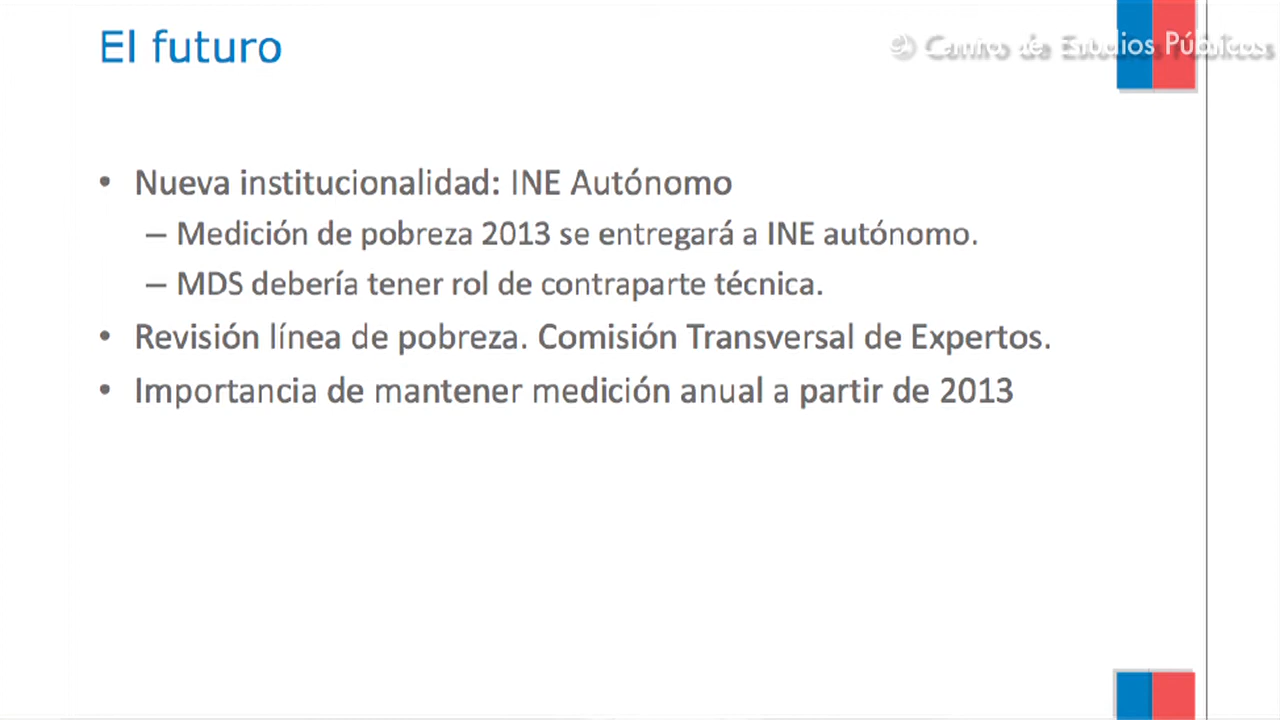 El futuro
Centro de Estudios Públicos
• Nueva institucionalidad: INE Autónomo
– Medición de pobreza 2013 se entregará a INE autónomo.
– MDS debería tener rol de contraparte técnica.
• Revisión línea de pobreza. Comisión Transversal de Expertos.
• Importancia de mantener medición anual a partir de 2013